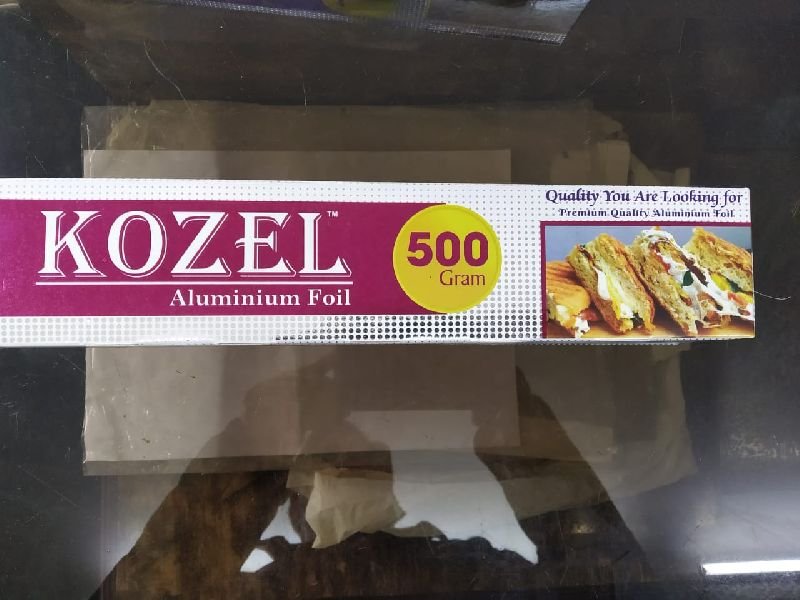 KOZEL™
Aluminium Foil
500
Gram
Quality You Are Looking for
Premium Quality Aluminium Foil